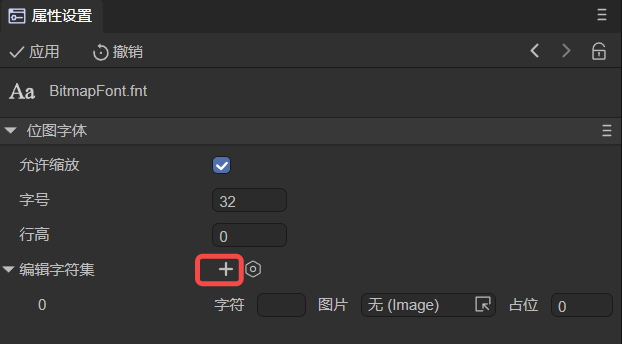 属性设置
应用 撤销
Aa BitmapFont.fnt
位图字体
允许缩放
字号 32
行高 0
编辑字符集
0 字符 图片 无 (Image) 占位 0